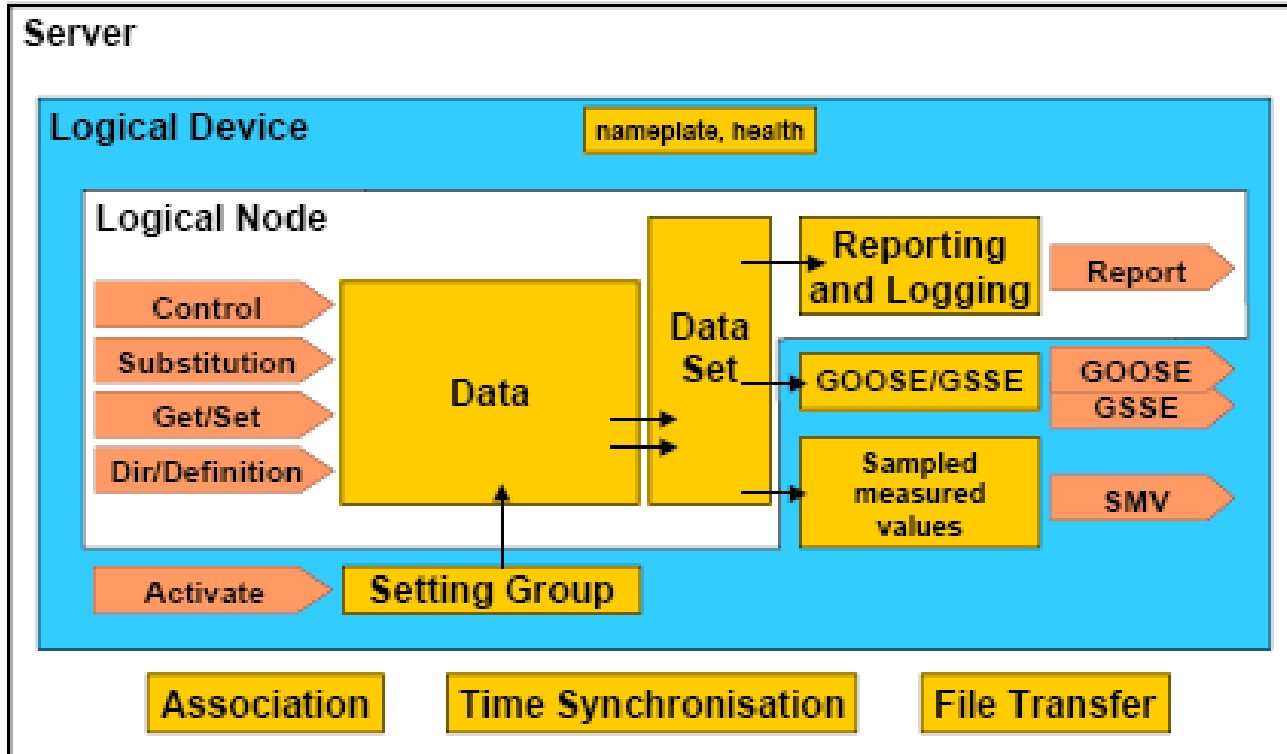 Server
Logical Device
nameplate, health
Logical Node
Control
Substitution
Get/Set
Dir/Definition
Data
Data
Set
Reporting
and Logging
Report
GOOSE/GSSE
GOOSE
GSSE
Sampled
measured
values
SMV
Activate
Setting Group
Association
Time Synchronisation
File Transfer